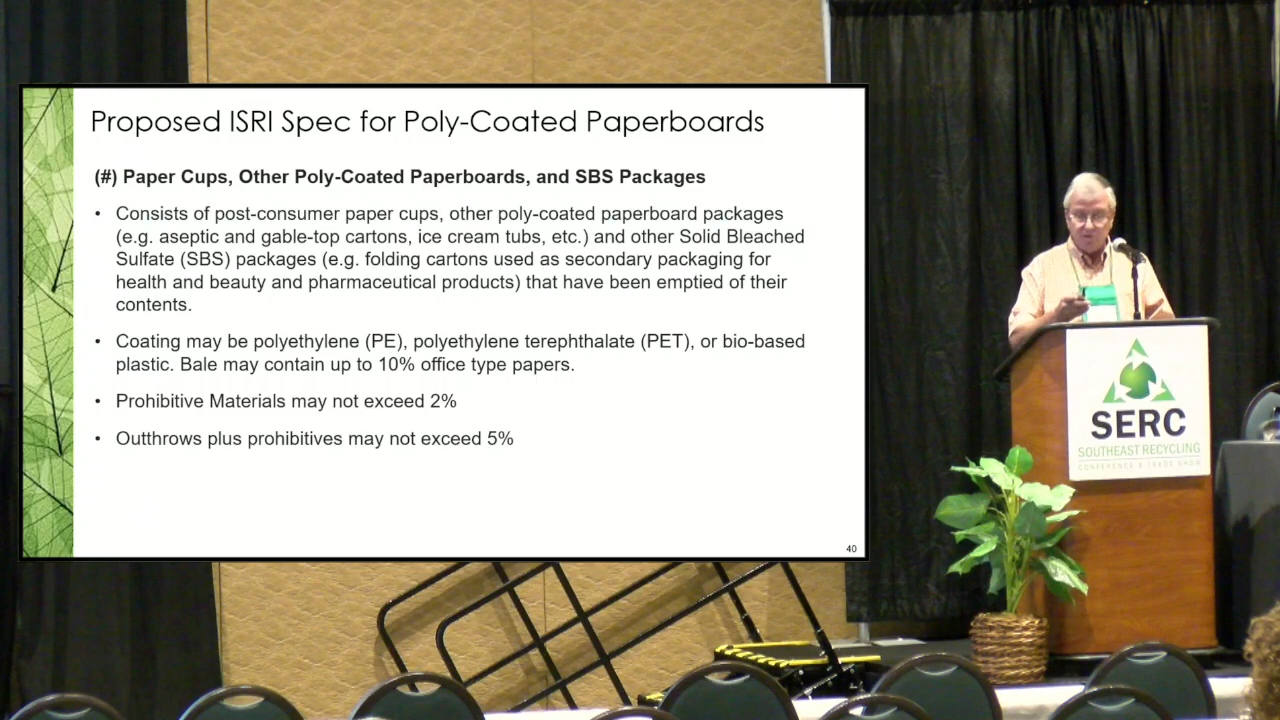 Proposed ISRI Spec for Poly-Coated Paperboards
(#) Paper Cups, Other Poly-Coated Paperboards, and SBS Packages
• Consists of post-consumer paper cups, other poly-coated paperboard packages
(e.g. aseptic and gable-top cartons, ice cream tubs, etc.) and other Solid Bleached
Sulfate (SBS) packages (e.g. folding cartons used as secondary packaging for
health and beauty and pharmaceutical products) that have been emptied of their
contents.
• Coating may be polyethylene (PE), polyethylene terephthalate (PET), or bio-based
plastic. Bale may contain up to 10% office type papers.
• Prohibitive Materials may not exceed 2%
• Outthrows plus prohibitives may not exceed 5%
40
SERC
SOUTHEAST RECYCLING
CONFERENCE & TRADE SHOW